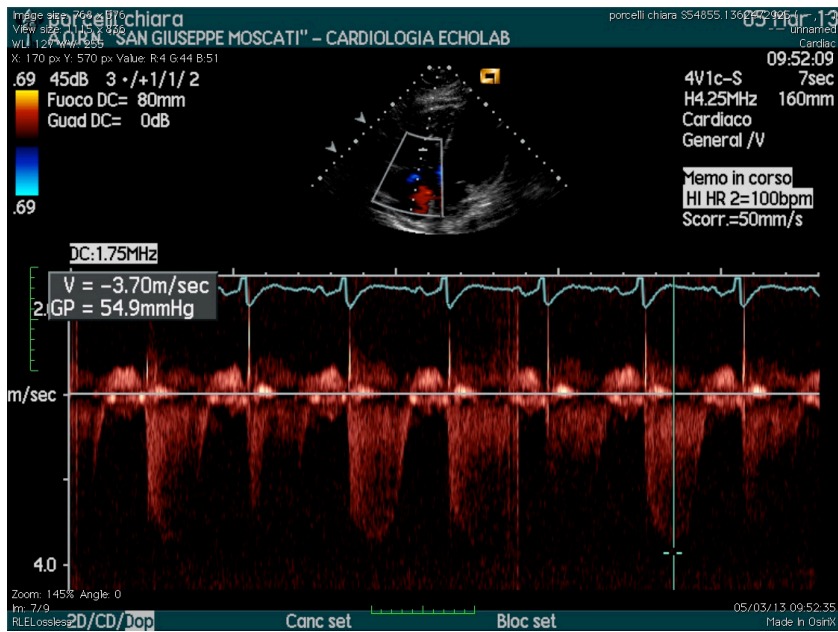 Image size: 768 x 576
porcelli chiara
View size: 1115 x 836
WL: 127 WW: 255
A.O.R.N. "SAN GIUSEPPE MOSCATI" – CARDIOLOGIA ECHOLAB
porcelli chiara
05 Mar 13
unnamed
Cardiac
X: 170 px Y: 570 px Value: R:4 G:44 B:51
09:52:09
.69
45dB 3 •/+1/1/ 2
Fuoco DC= 80mm
Guad DC= 0dB
.69
4V1c-S 7sec
H4.25MHz 160mm
Cardiaco
General /V
Memo in corso
HI HR 2=100bpm
Scorr.=50mm/s
DC:1.75MHz
V = –3.70m/sec
GP = 54.9mmHg
m/sec
4.0
Zoom: 145% Angle: 0
Im: 7/9
RLELossless
2D/CD/Dop
Canc set
Bloc set
05/03/13 09:52:35
Made In OsiriX